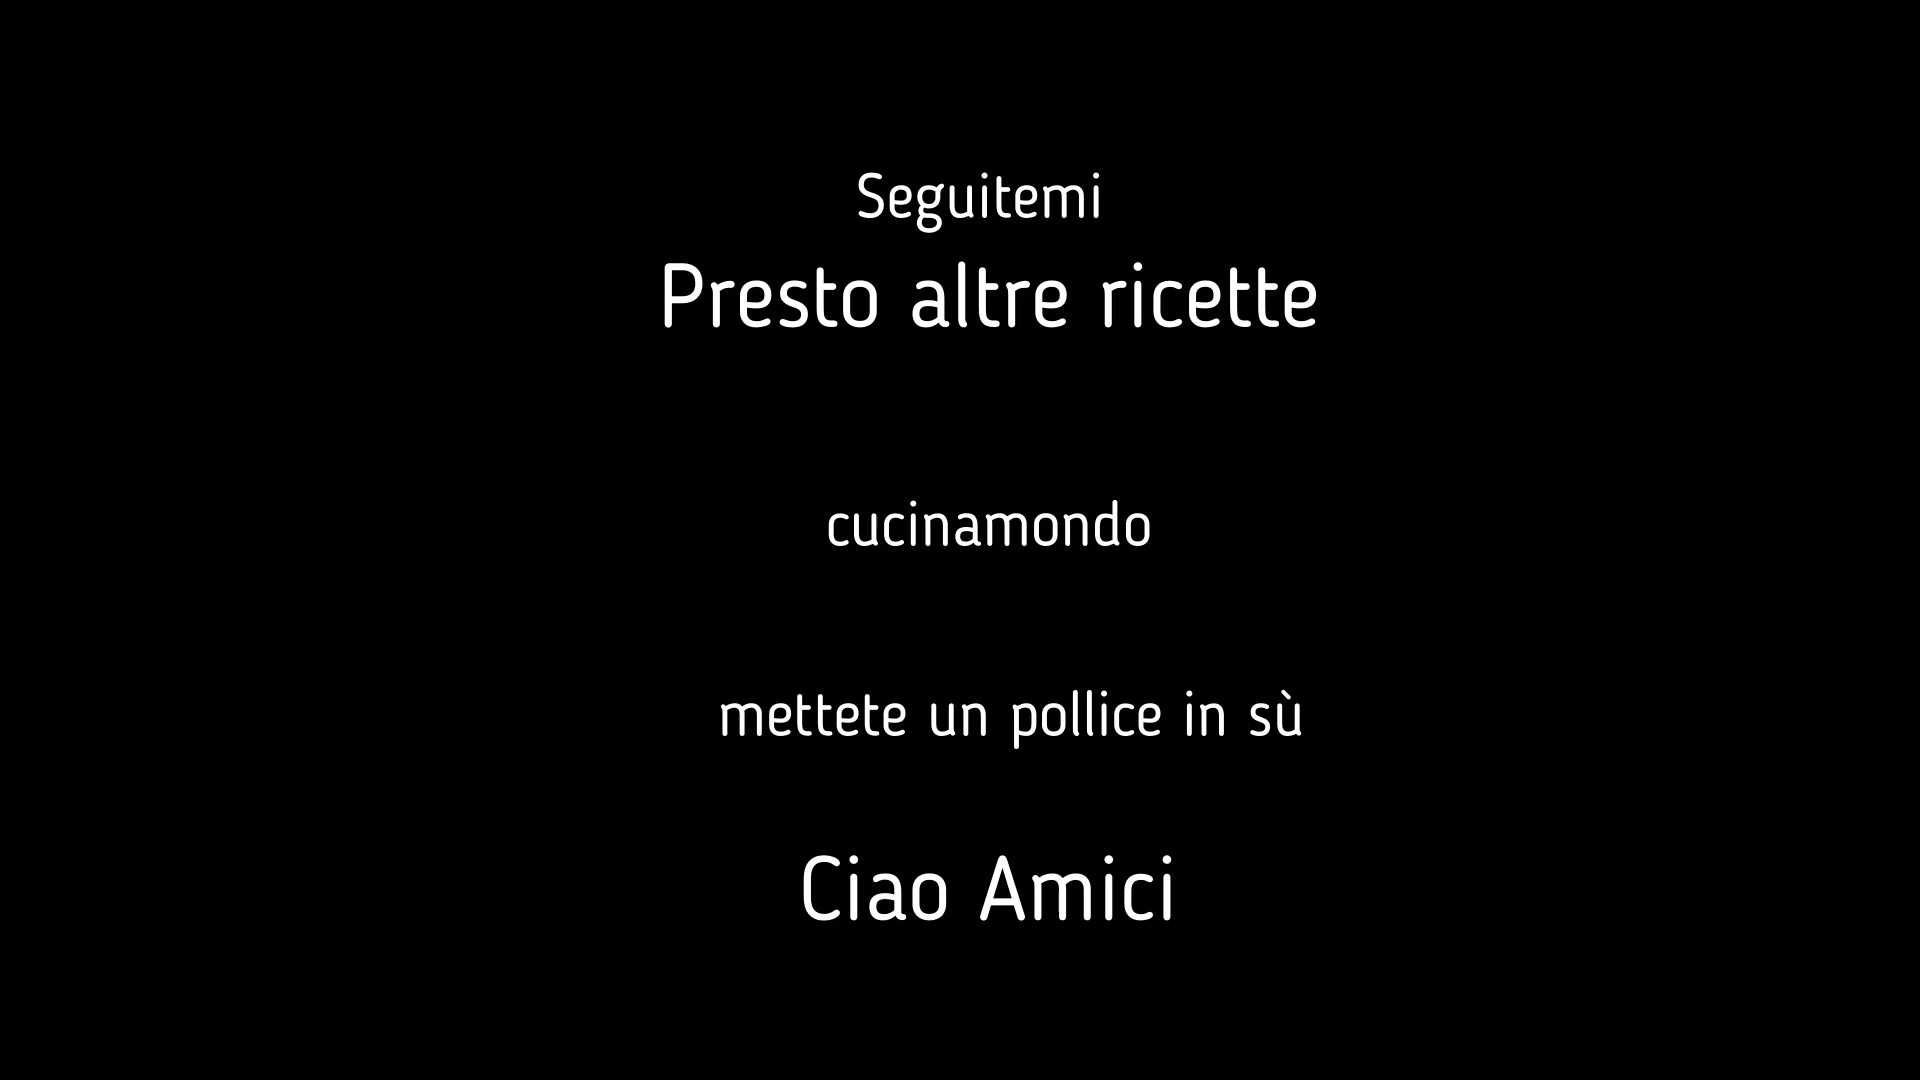 Seguitemi
Presto altre ricette
cucinamondo
mettete un pollice in sù
Ciao Amici